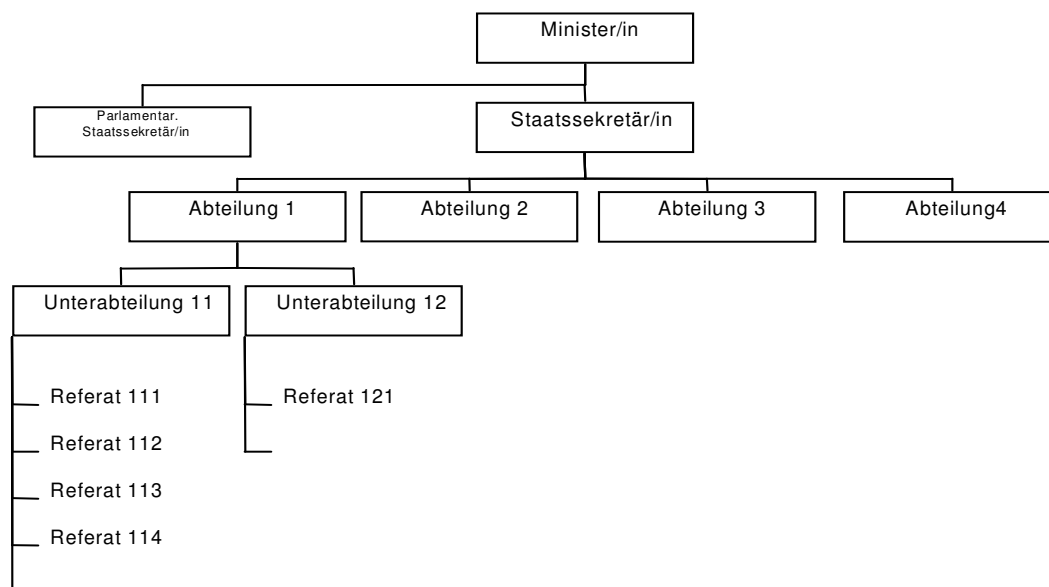 Minister/in
Parlamentar.
Staatssekretär/in
Staatssekretär/in
Abteilung 1
Abteilung 2
Abteilung 3
Abteilung4
Unterabteilung 11
Unterabteilung 12
Referat 111
Referat 121
Referat 112
Referat 113
Referat 114